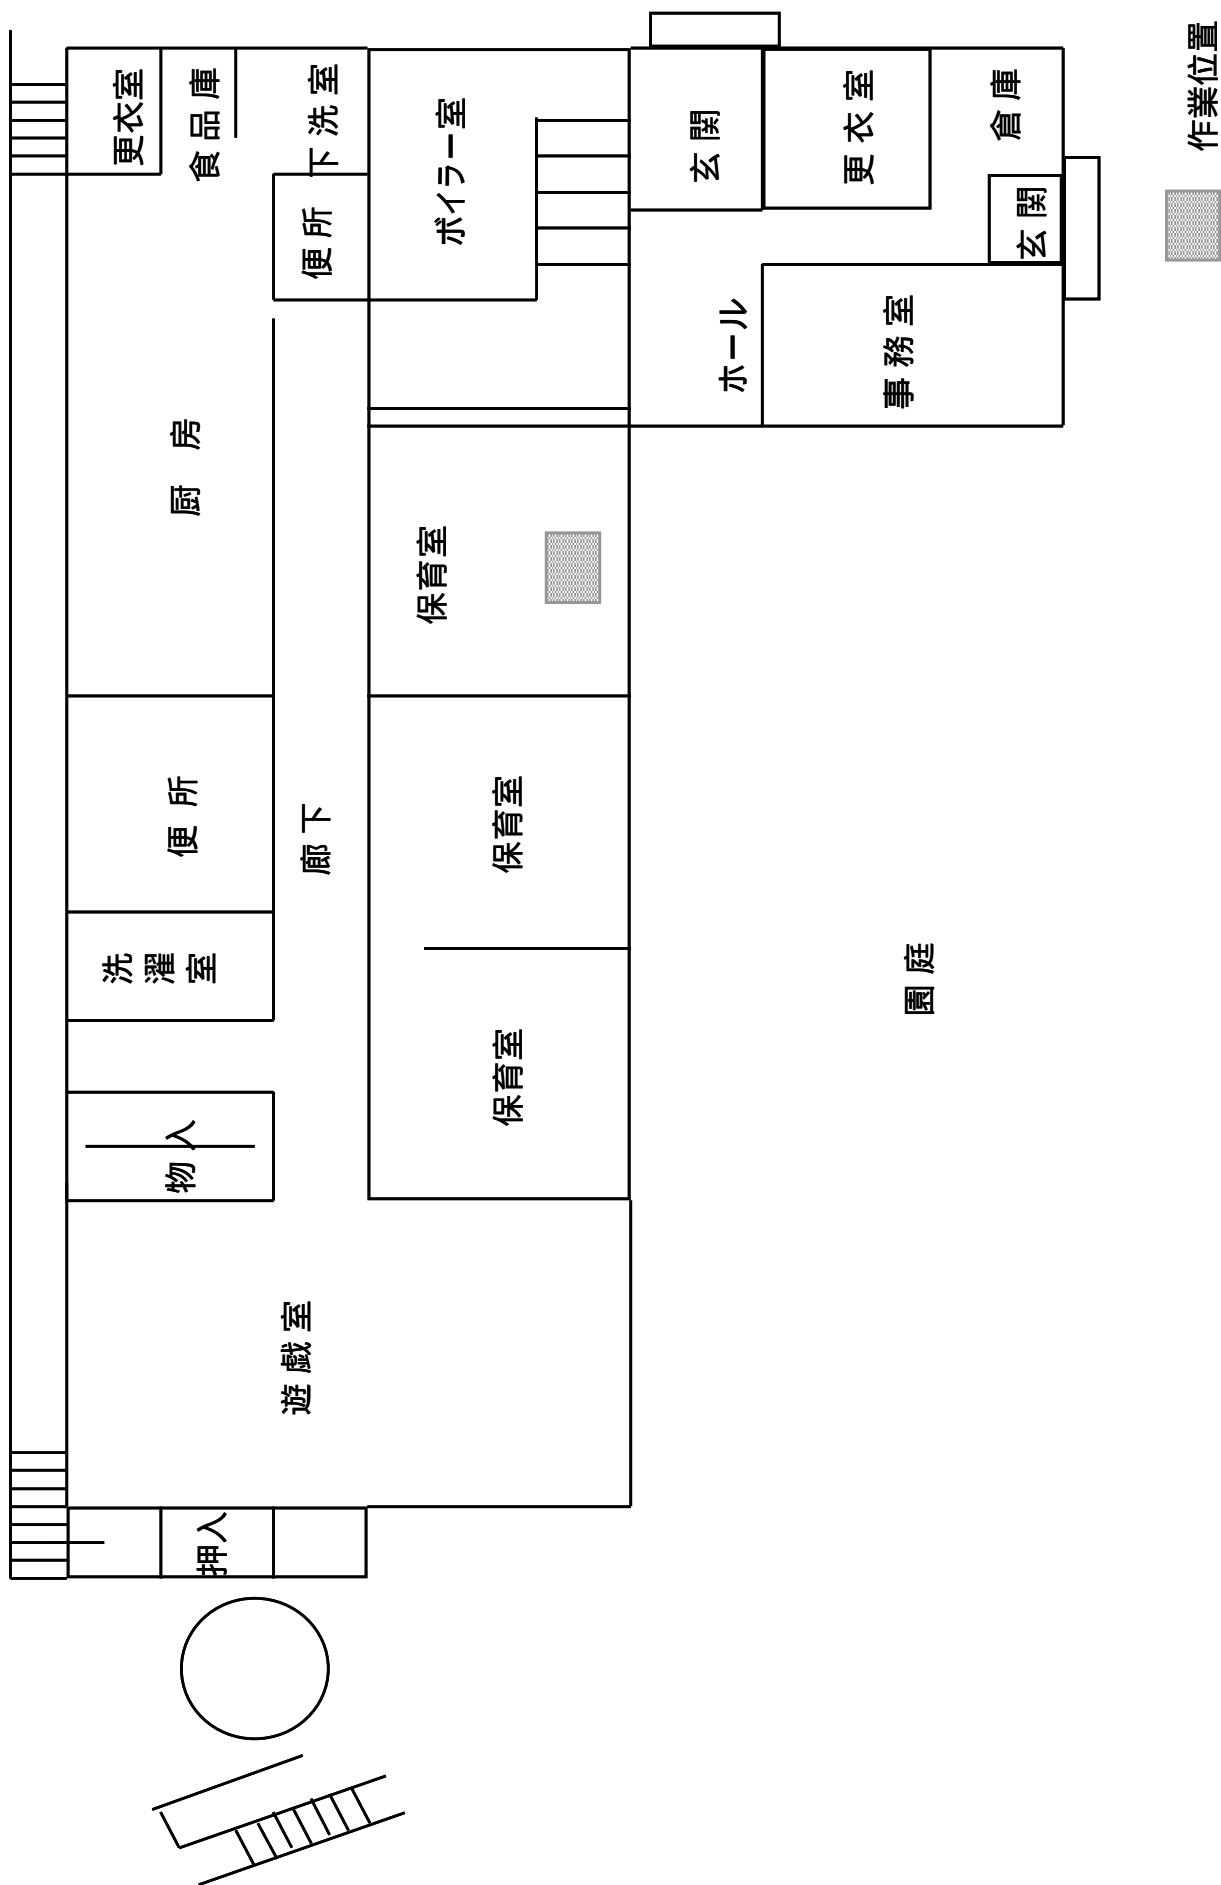 更衣室
洗濯室
物入
便所
厨房
食品庫
押入
遊戯室
廊下
便所
下洗室
保育室
ボイラー室
保育室
保育室
玄関
ホール
更衣室
事務室
園庭
倉庫
玄関
作業位置